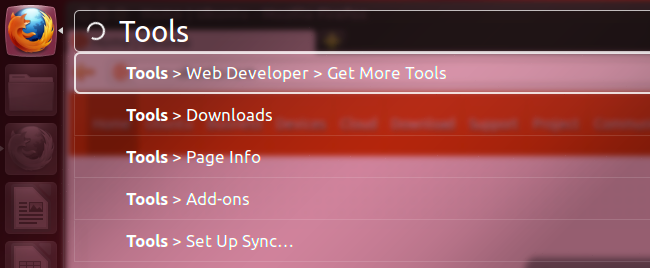 Tools
Tools > Web Developer > Get More Tools
Tools > Downloads
Tools > Page Info
Tools > Add-ons
Tools > Set Up Sync...